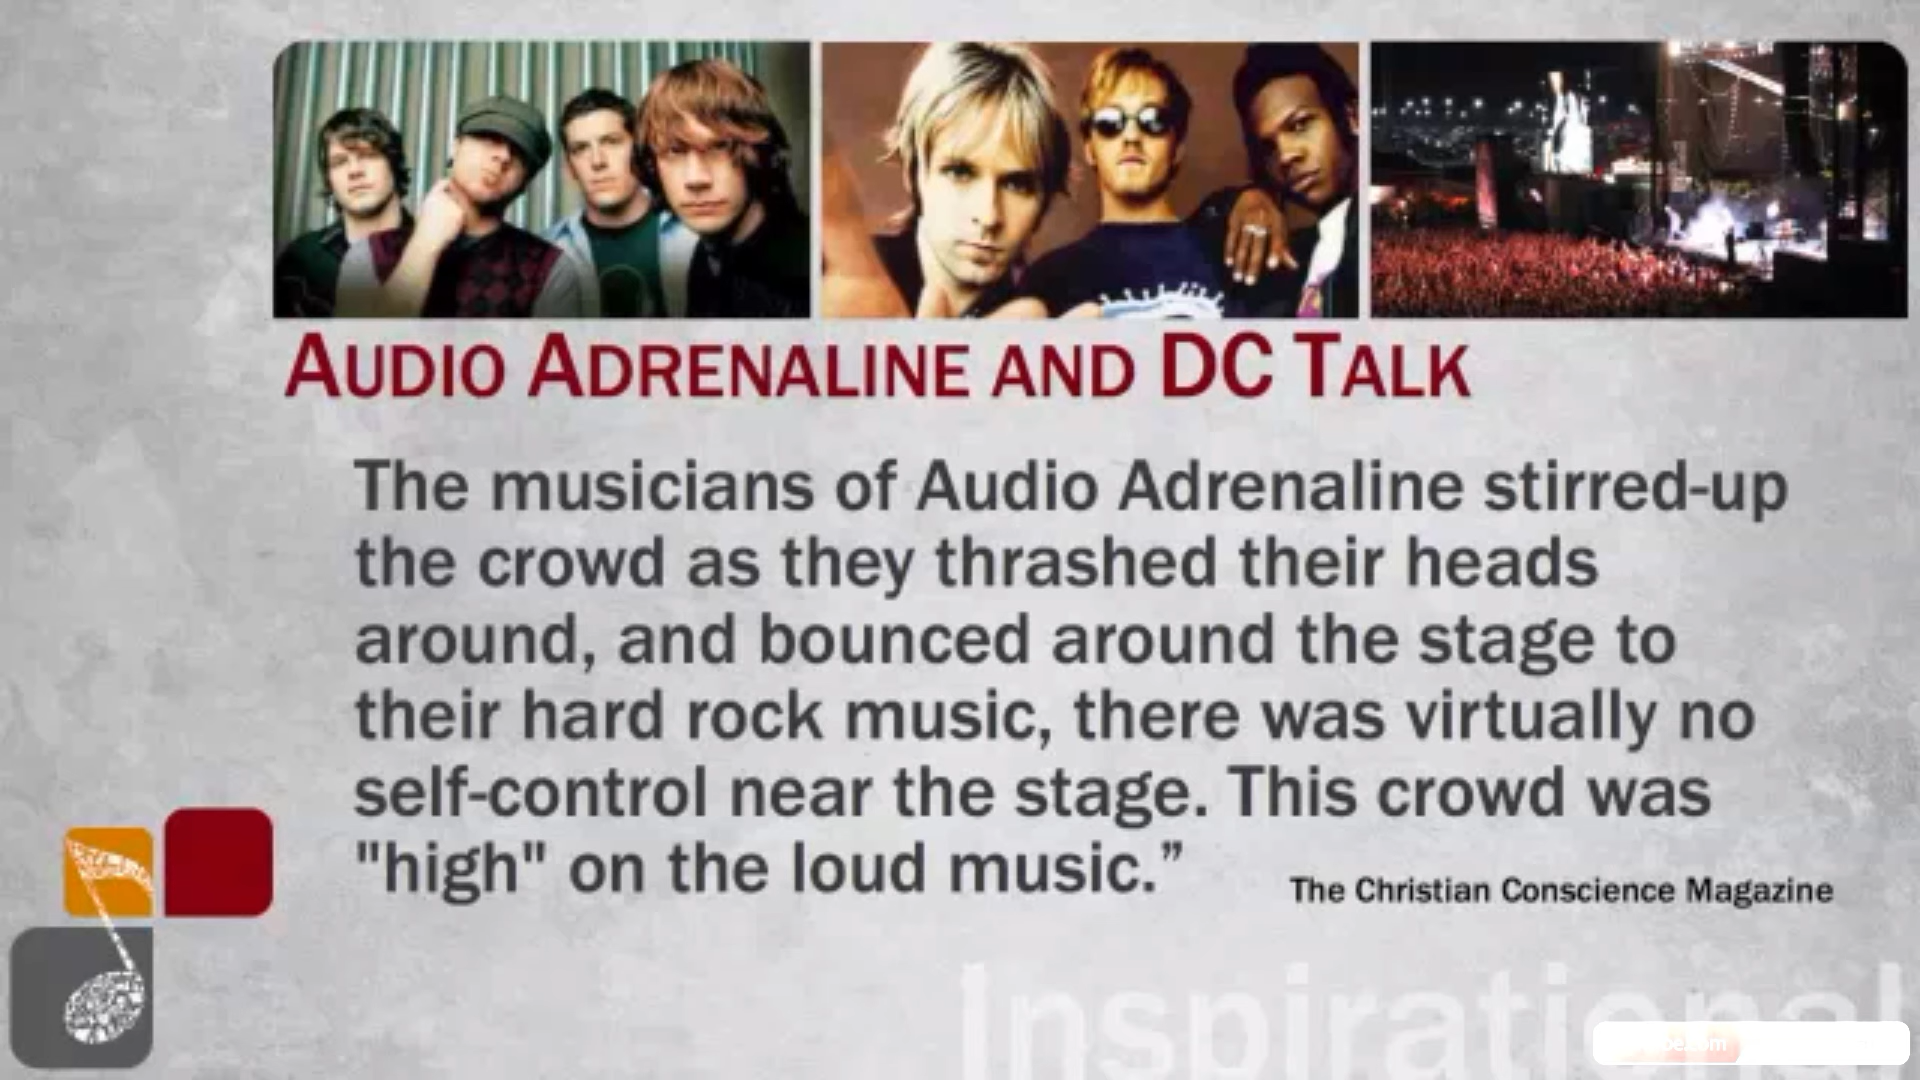 AUDIO ADRENALINE AND DC TALK
The musicians of Audio Adrenaline stirred-up
the crowd as they thrashed their heads
around, and bounced around the stage to
their hard rock music, there was virtually no
self-control near the stage. This crowd was
"high" on the loud music.”
The Christian Conscience Magazine
Inspirational